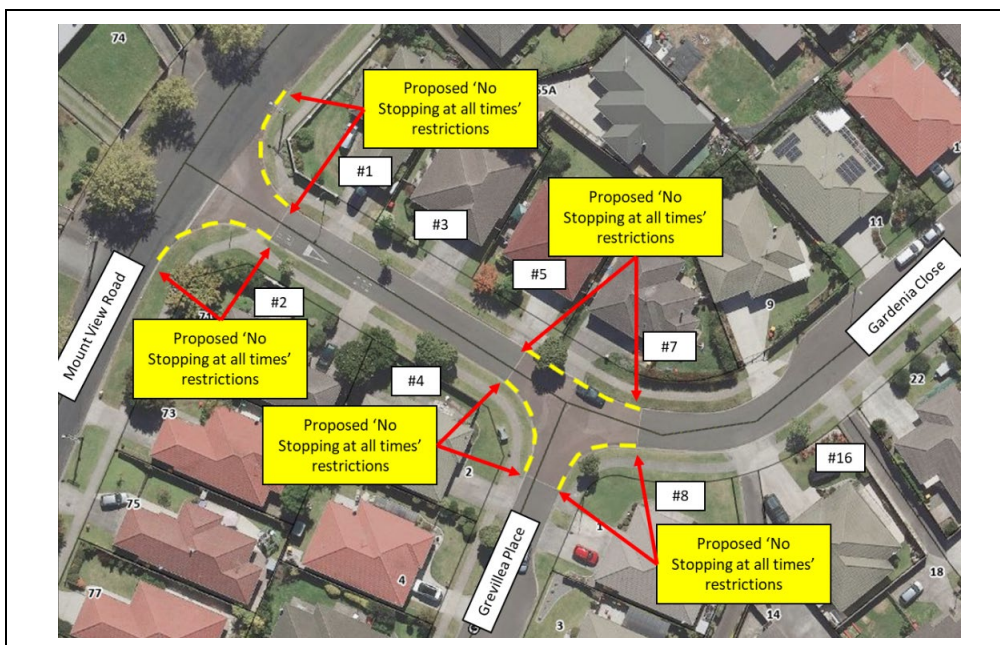 74
Proposed ‘No
Stopping at all times’
restrictions
55A
#1
#3
Proposed ‘No
Stopping at all times’
restrictions
#5
11
Gardenia Close
Mount View Road
#2
9
#7
Proposed ‘No
Stopping at all times’
restrictions
#4
22
73
Proposed ‘No
Stopping at all times’
restrictions
2
#16
#8
75
1
Proposed ‘No
Stopping at all times’
restrictions
Grevillea Place
4
18
77
3
14